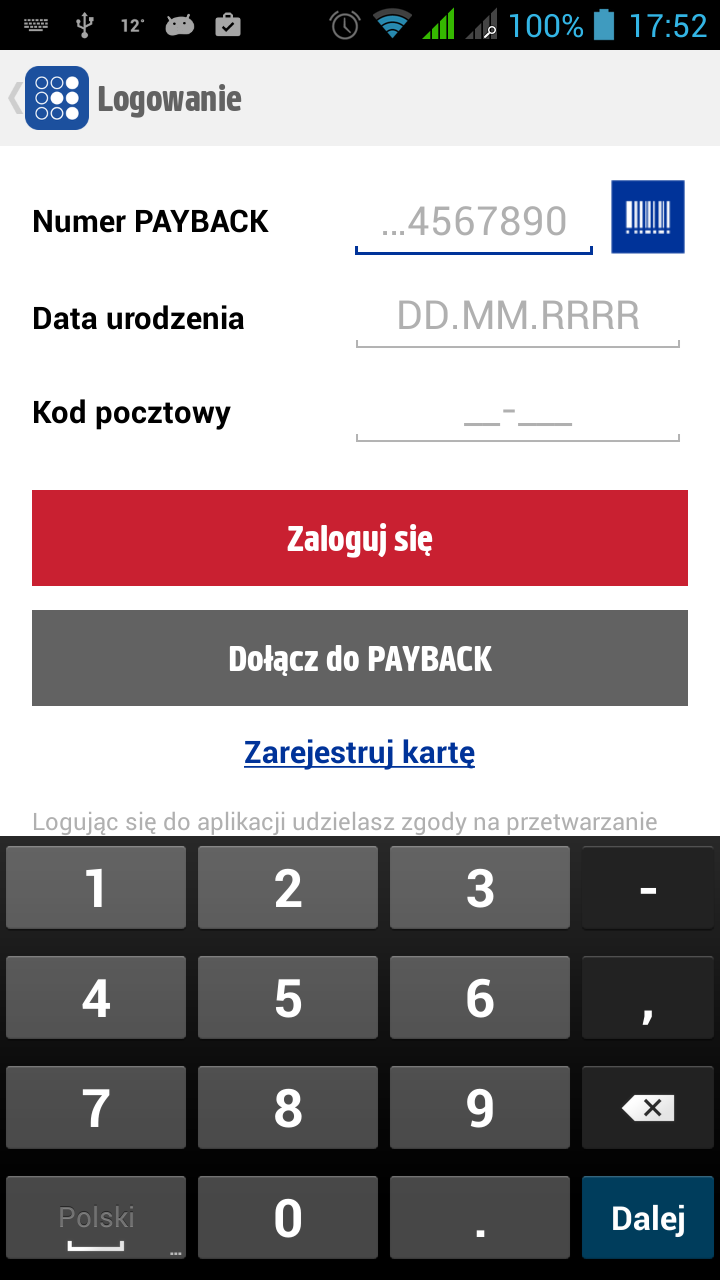 12° 100% 17:52
Logowanie
Numer PAYBACK ...4567890
Data urodzenia DD.MM.RRRR
Kod pocztowy __-___
Zaloguj się
Dołącz do PAYBACK
Zarejestruj kartę
Logując się do aplikacji udzielasz zgody na przetwarzanie
1 2 3 -
4 5 6 ,
7 8 9
Polski ... 0 . Dalej